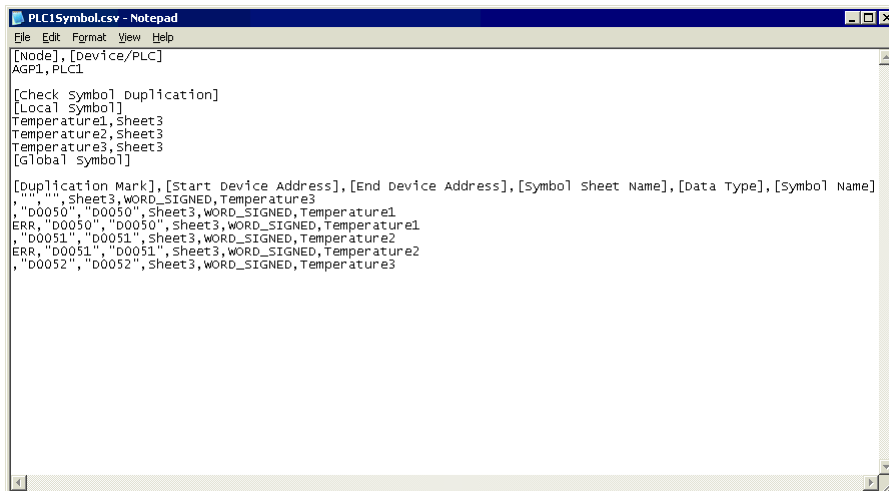 PLC1Symbol.csv - Notepad
File Edit Format View Help
[Node],[Device/PLC]
AGP1,PLC1
[Check Symbol Duplication]
[Local Symbol]
Temperature1,Sheet3
Temperature2,Sheet3
Temperature3,Sheet3
[Global Symbol]
[Duplication Mark],[Start Device Address],[End Device Address],[Symbol Sheet Name],[Data Type],[Symbol Name]
,"","",Sheet3,WORD_SIGNED,Temperature3
,"D0050","D0050",Sheet3,WORD_SIGNED,Temperature1
ERR,"D0050","D0050",Sheet3,WORD_SIGNED,Temperature1
,"D0051","D0051",Sheet3,WORD_SIGNED,Temperature2
ERR,"D0051","D0051",Sheet3,WORD_SIGNED,Temperature2
,"D0052","D0052",Sheet3,WORD_SIGNED,Temperature3